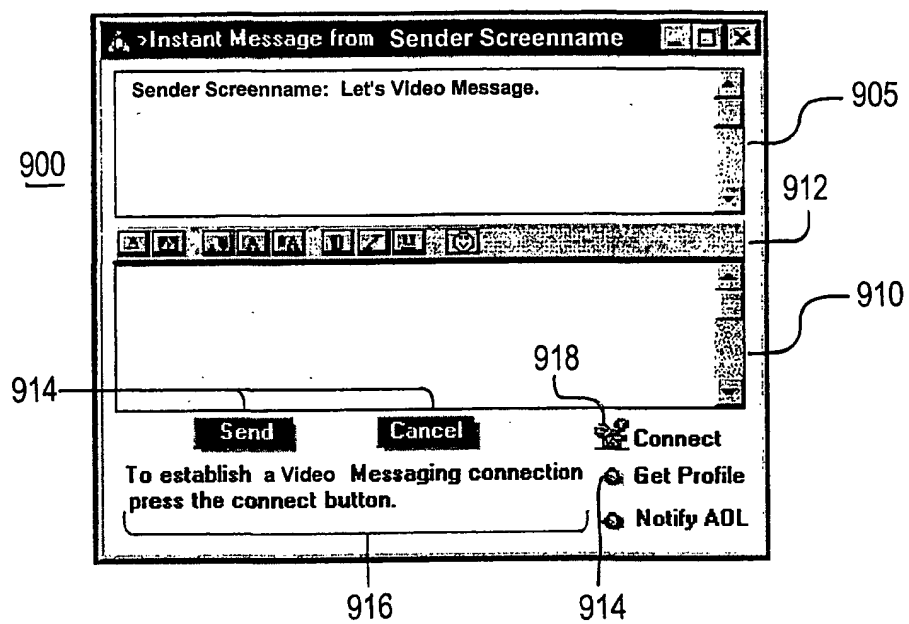 >Instant Message from Sender Screenname
Sender Screenname: Let's Video Message.
905
900
912
910
918
914
Send Cancel Connect
To establish a Video Messaging connection Get Profile
press the connect button. Notify AOL
916 914